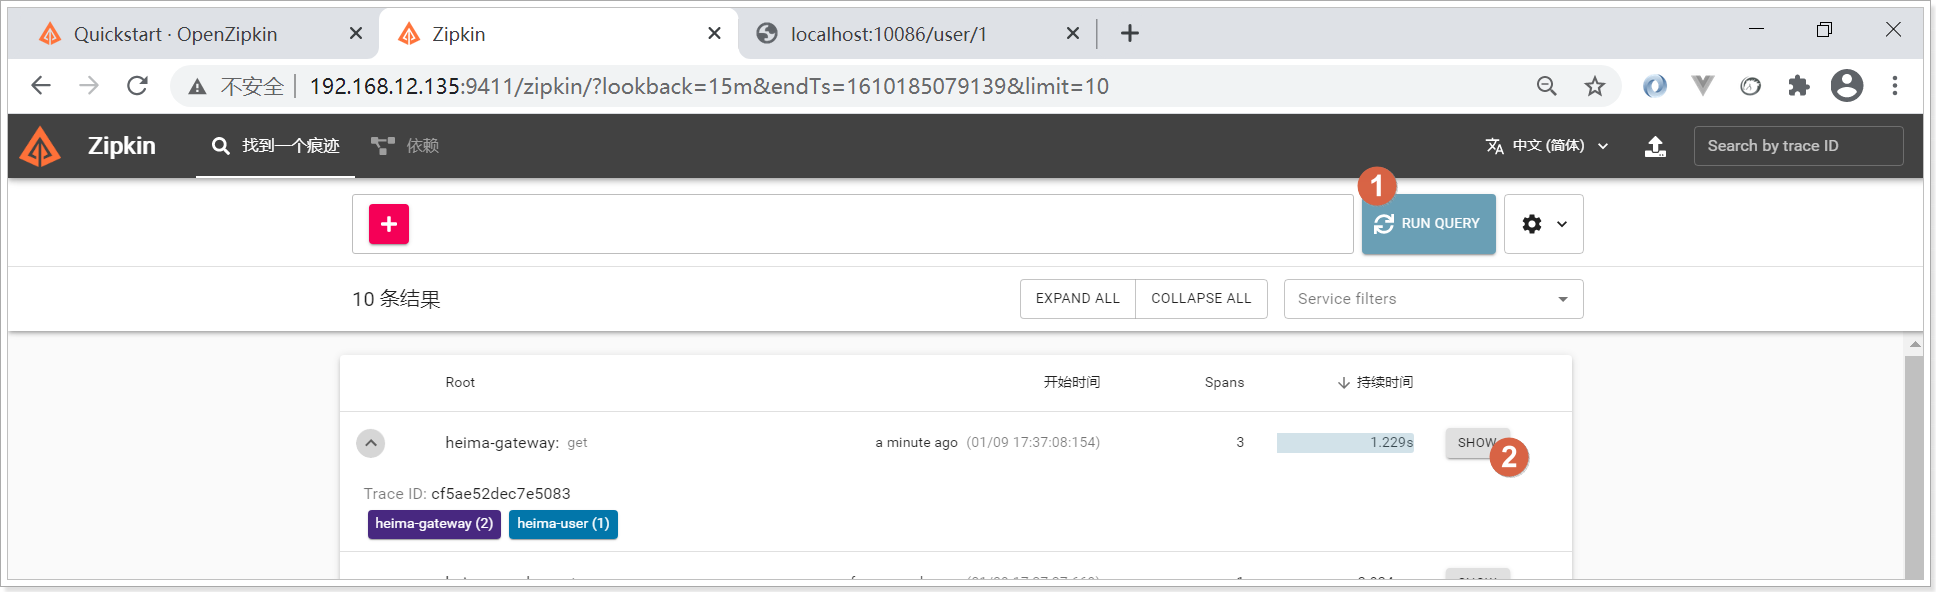 Quickstart · OpenZipkin
Zipkin
localhost:10086/user/1
不安全
192.168.12.135:9411/zipkin/?lookback=15m&endTs=1610185079139&limit=10
Zipkin
找到一个痕迹
依赖
中文 (简体)
Search by trace ID
1
RUN QUERY
10 条结果
EXPAND ALL
COLLAPSE ALL
Service filters
Root
开始时间
Spans
持续时间
heima-gateway: get
a minute ago (01/09 17:37:08:154)
3
1.229s
SHOW
2
Trace ID: cf5ae52dec7e5083
heima-gateway (2)
heima-user (1)